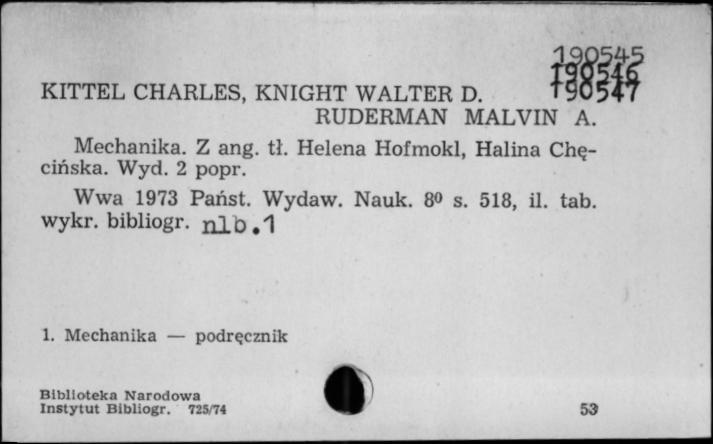 190545
190546
190547
KITTEL CHARLES, KNIGHT WALTER D.
RUDERMAN MALVIN A.
Mechanika. Z ang. tł. Helena Hofmokl, Halina Chę-
cińska. Wyd. 2 popr.
Wwa 1973 Państ. Wydaw. Nauk. 8⁰ s. 518, il. tab.
wykr. bibliogr. nlb.1
1. Mechanika — podręcznik
Biblioteka Narodowa
Instytut Bibliogr. 725/74
53